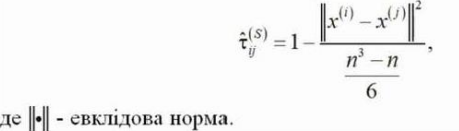 τ̂ᵢⱼ⁽ˢ⁾ = 1 − ‖x⁽ⁱ⁾ − x⁽ʲ⁾‖² / ((n³ − n) / 6),
де ‖•‖ - евклідова норма.